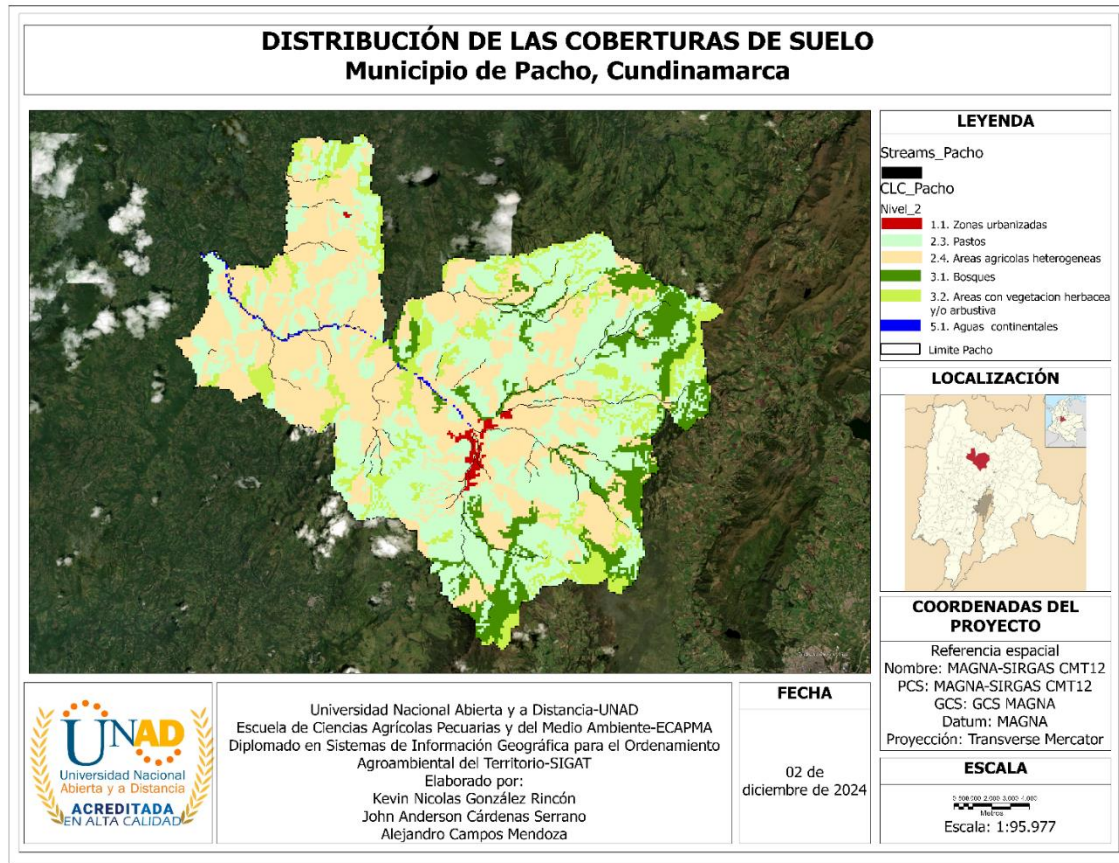 DISTRIBUCIÓN DE LAS COBERTURAS DE SUELO
Municipio de Pacho, Cundinamarca
LEYENDA
Streams_Pacho
CLC_Pacho
Nivel_2
1.1. Zonas urbanizadas
2.3. Pastos
2.4. Areas agrícolas heterogeneas
3.1. Bosques
3.2. Areas con vegetacion herbacea
y/o arbustiva
5.1. Aguas continentales
Limite Pacho
LOCALIZACIÓN
COORDENADAS DEL
PROYECTO
Referencia espacial
Nombre: MAGNA-SIRGAS CMT12
PCS: MAGNA-SIRGAS CMT12
GCS: GCS MAGNA
Datum: MAGNA
Proyección: Transverse Mercator
ESCALA
Metros
Escala: 1:95.977
UNAD
Universidad Nacional
Abierta y a Distancia
ACREDITADA
EN ALTA CALIDAD
Universidad Nacional Abierta y a Distancia-UNAD
Escuela de Ciencias Agrícolas Pecuarias y del Medio Ambiente-ECAPMA
Diplomado en Sistemas de Información Geográfica para el Ordenamiento
Agroambiental del Territorio-SIGAT
Elaborado por:
Kevin Nicolas González Rincón
John Anderson Cárdenas Serrano
Alejandro Campos Mendoza
FECHA
02 de
diciembre de 2024